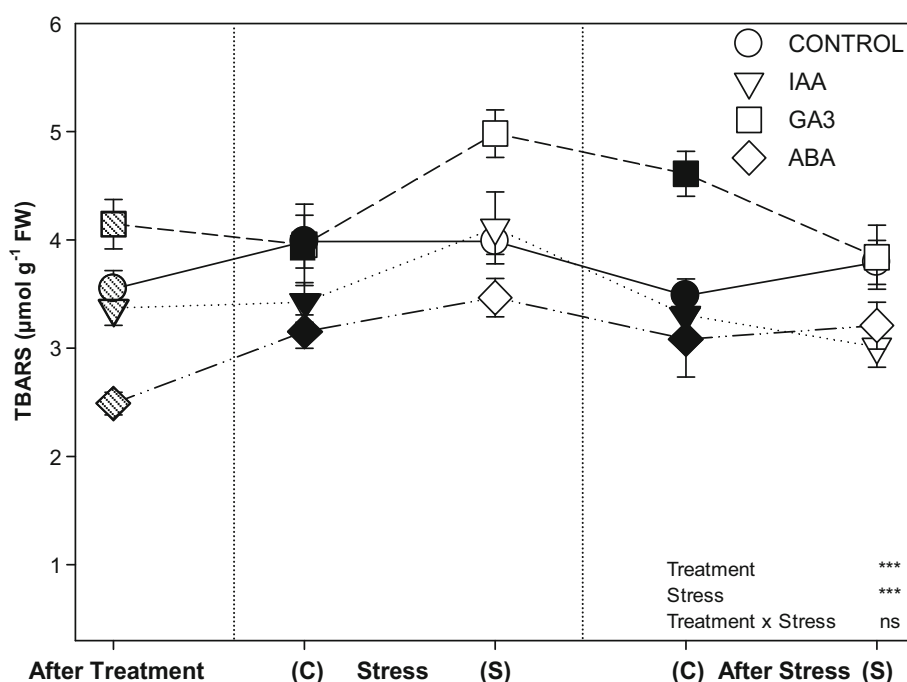 6
5
4
3
2
1
TBARS (µmol g-1 FW)
CONTROL
IAA
GA3
ABA
Treatment ***
Stress ***
Treatment x Stress ns
After Treatment (C) Stress (S) (C) After Stress (S)